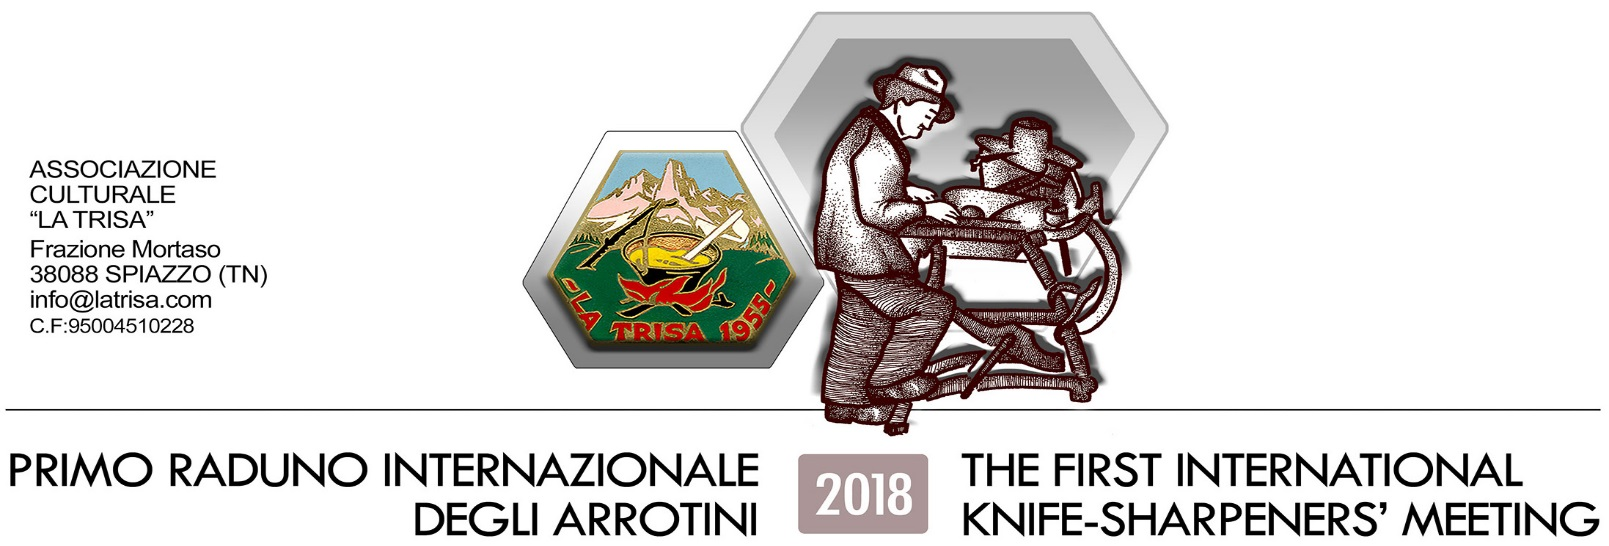 ASSOCIAZIONE
CULTURALE
“LA TRISA”
Frazione Mortaso
38088 SPIAZZO (TN)
info@latrisa.com
C.F:95004510228
-LA TRISA 1955-
PRIMO RADUNO INTERNAZIONALE
DEGLI ARROTINI
2018
THE FIRST INTERNATIONAL
KNIFE-SHARPENERS’ MEETING